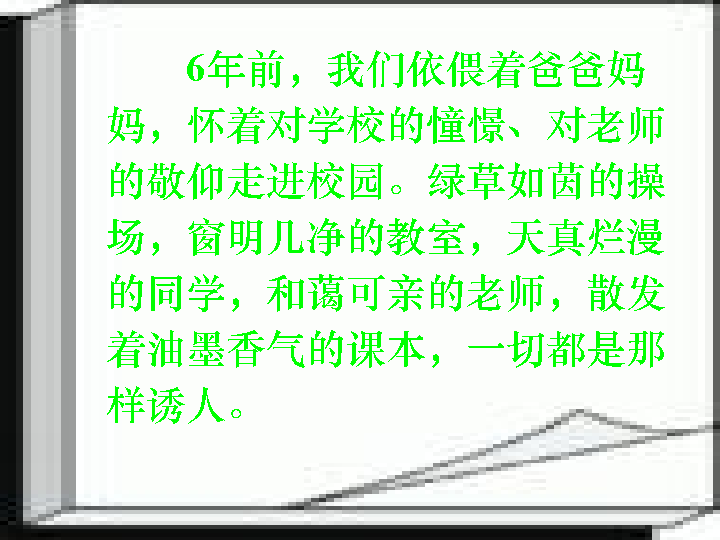 6年前，我们依偎着爸爸妈
妈，怀着对学校的憧憬、对老师
的敬仰走进校园。绿草如茵的操
场，窗明几净的教室，天真烂漫
的同学，和蔼可亲的老师，散发
着油墨香气的课本，一切都是那
样诱人。